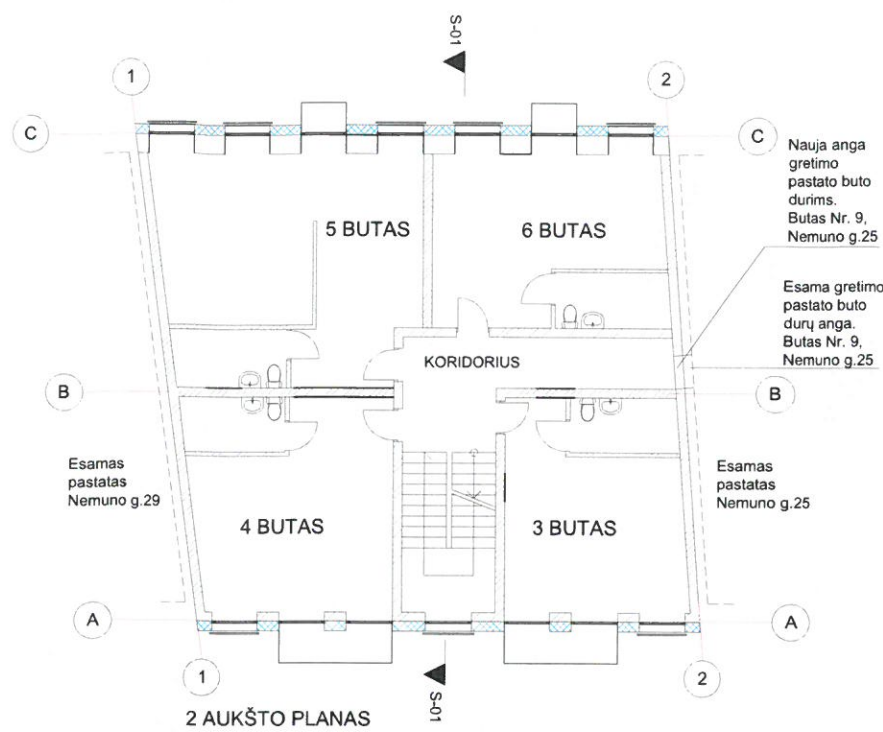 S-01
1
2
C
C
Nauja anga
gretimo
pastato buto
durims.
Butas Nr. 9,
Nemuno g.25
5 BUTAS
6 BUTAS
Esama gretimo
pastato buto
durų anga.
Butas Nr. 9,
Nemuno g.25
KORIDORIUS
B
B
Esamas
pastatas
Nemuno g.29
Esamas
pastatas
Nemuno g.25
4 BUTAS
3 BUTAS
A
A
1
2
S-01
2 AUKŠTO PLANAS